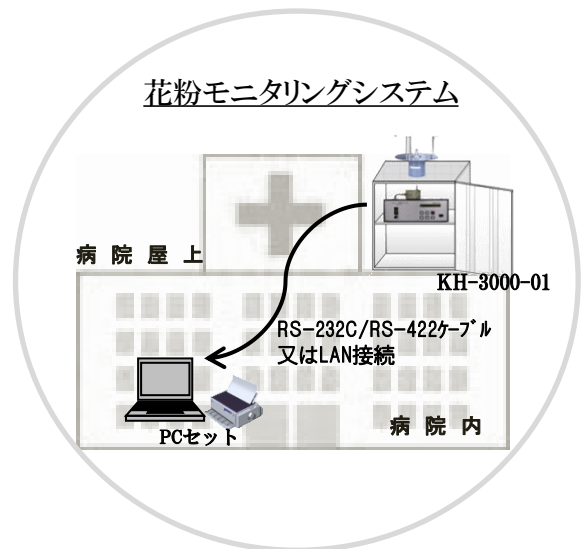 花粉モニタリングシステム
病院屋上
KH-3000-01
RS-232C/RS-422ｹｰﾌﾞﾙ
又はLAN接続
PCセット
病院内